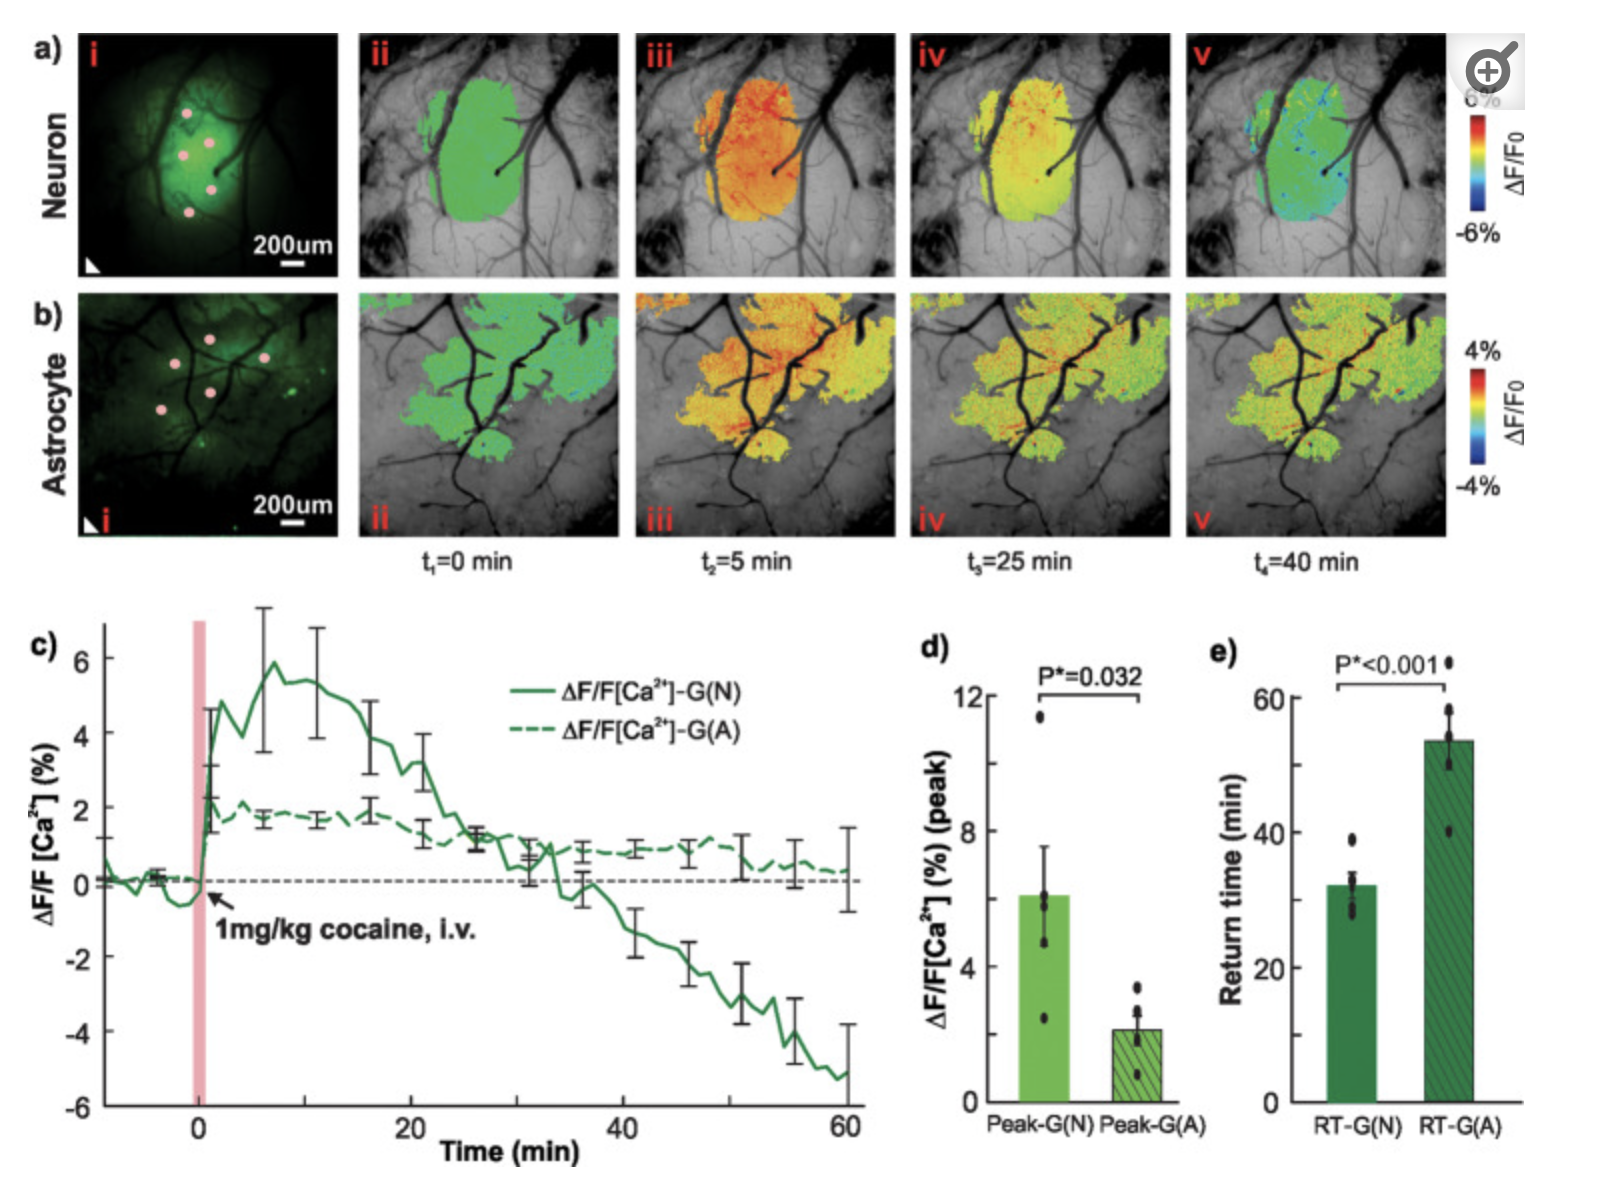 a)
i
ii
iii
iv
v
Neuron
200um
6%
ΔF/F₀
-6%
b)
Astrocyte
200um
i
ii
iii
iv
v
4%
ΔF/F₀
-4%
t₁=0 min
t₂=5 min
t₃=25 min
t₄=40 min
c)
ΔF/F [Ca²⁺] (%)
6
4
2
0
-2
-4
-6
ΔF/F[Ca²⁺]-G(N)
ΔF/F[Ca²⁺]-G(A)
1mg/kg cocaine, i.v.
0
20
40
60
Time (min)
d)
P*=0.032
ΔF/F[Ca²⁺] (%) (peak)
12
8
4
0
Peak-G(N) Peak-G(A)
e)
P*<0.001
Return time (min)
60
40
20
0
RT-G(N) RT-G(A)